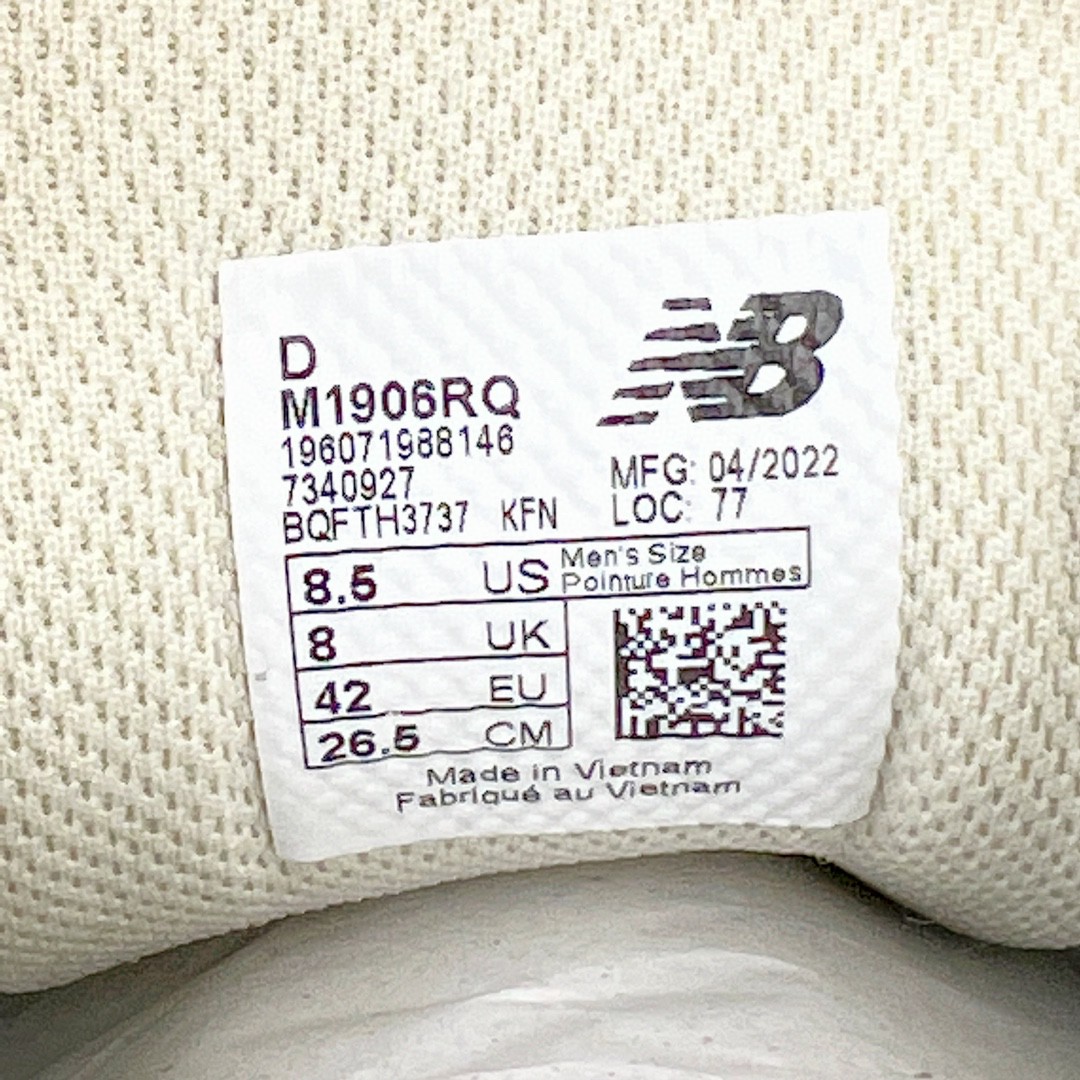 D
M1906RQ
196071988146
7340927
BQFTH3737 KFN
NB
MFG: 04/2022
LOC: 77
8.5 US Men's Size
Pointure Hommes
8 UK
42 EU
26.5 CM
Made in Vietnam
Fabriqué au Vietnam